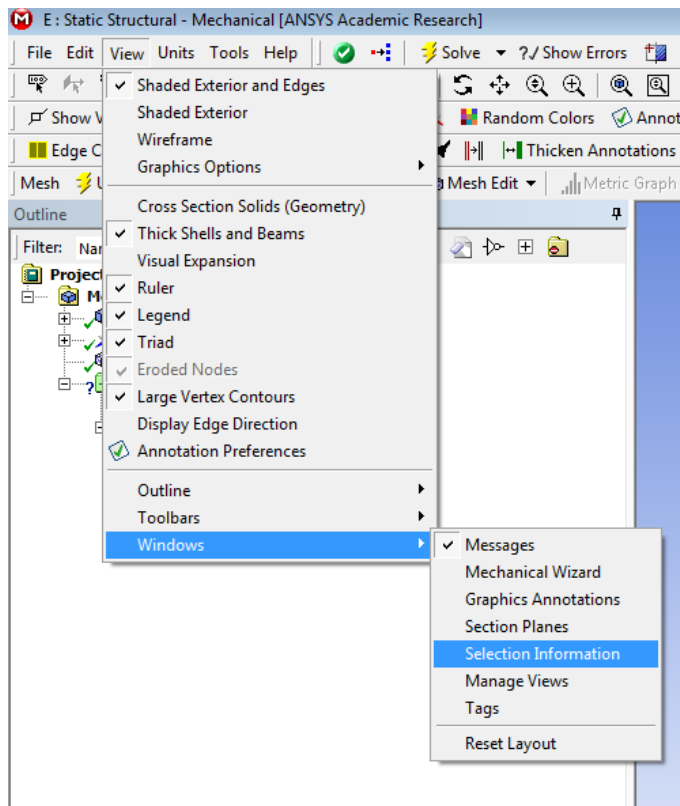 E : Static Structural - Mechanical [ANSYS Academic Research]
File Edit View Units Tools Help Solve ?/ Show Errors
Shaded Exterior and Edges
Shaded Exterior
Show Random Colors Annot
Wireframe
Edge C Thicken Annotations
Graphics Options
Mesh Mesh Edit Metric Graph
Outline
Cross Section Solids (Geometry)
Thick Shells and Beams
Filter: Nar
Visual Expansion
Project
Ruler
Legend
Triad
Eroded Nodes
Large Vertex Contours
Display Edge Direction
Annotation Preferences
Outline
Toolbars
Windows
Messages
Mechanical Wizard
Graphics Annotations
Section Planes
Selection Information
Manage Views
Tags
Reset Layout